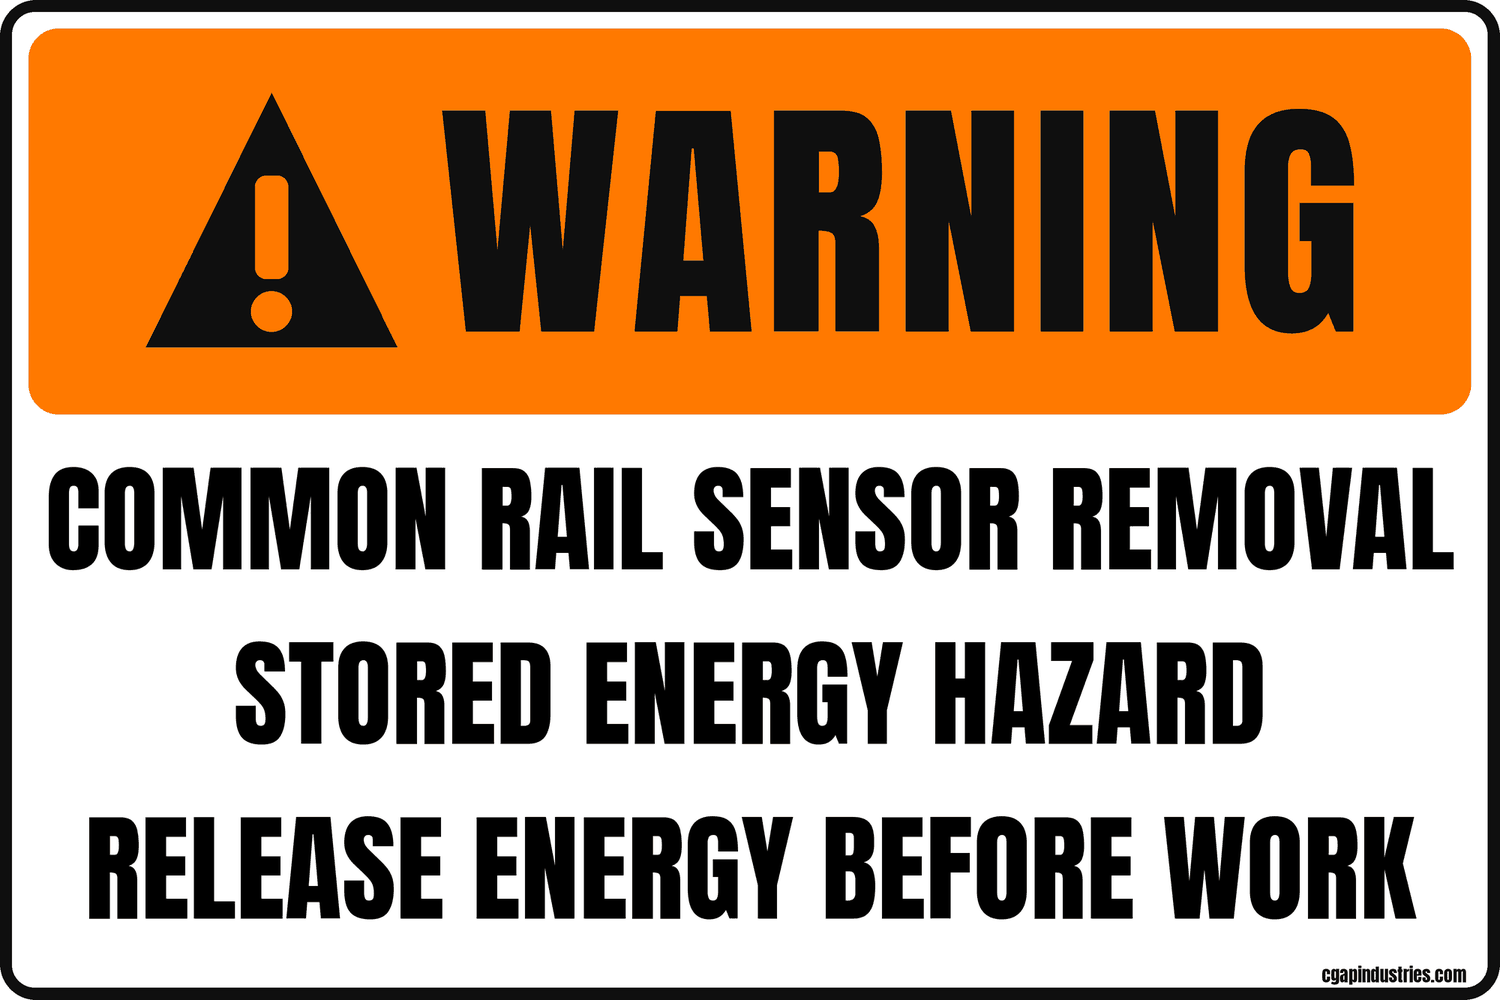 WARNING
COMMON RAIL SENSOR REMOVAL
STORED ENERGY HAZARD
RELEASE ENERGY BEFORE WORK
cgapindustries.com